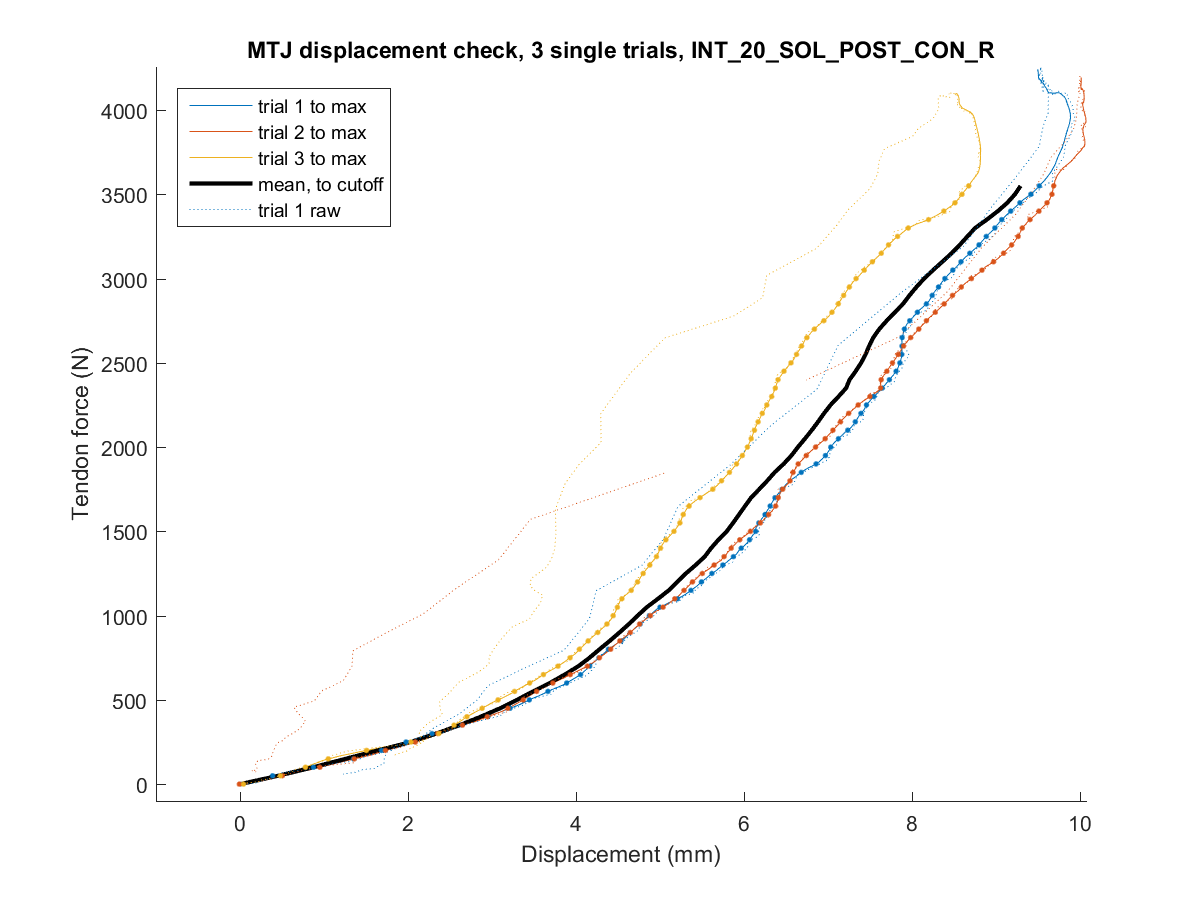 MTJ displacement check, 3 single trials, INT_20_SOL_POST_CON_R
trial 1 to max
trial 2 to max
trial 3 to max
mean, to cutoff
trial 1 raw
4000
3500
3000
2500
2000
1500
1000
500
0
Tendon force (N)
0 2 4 6 8 10
Displacement (mm)